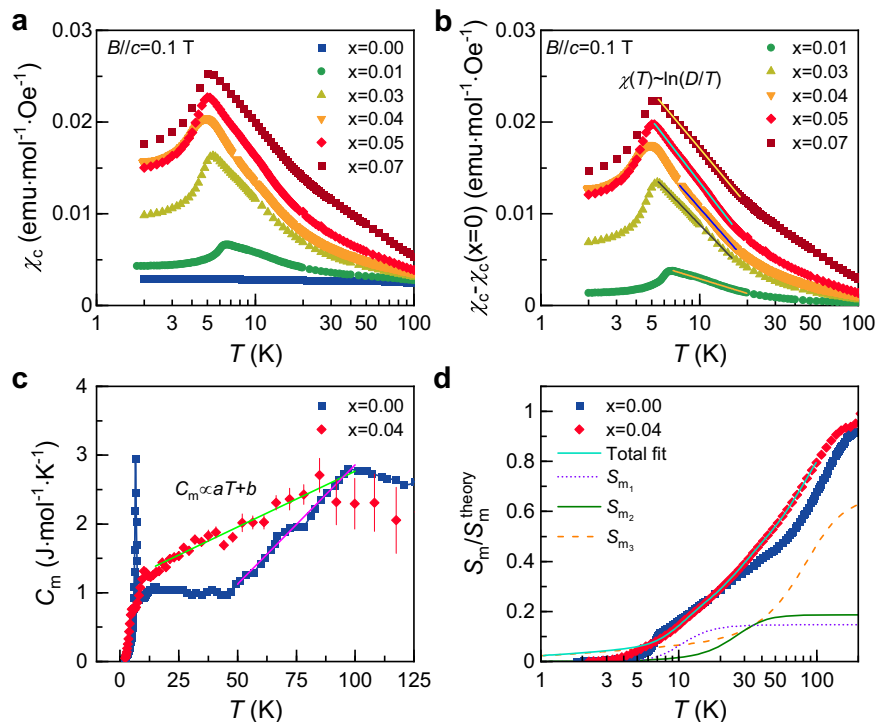 a
B//c=0.1 T
x=0.00
x=0.01
x=0.03
x=0.04
x=0.05
x=0.07
0.03
0.02
0.01
0.00
χc (emu·mol⁻¹·Oe⁻¹)
1 3 5 10 30 50 100
T (K)
b
B//c=0.1 T
χ(T)~ln(D/T)
x=0.01
x=0.03
x=0.04
x=0.05
x=0.07
0.03
0.02
0.01
0.00
χc-χc(x=0) (emu·mol⁻¹·Oe⁻¹)
1 3 5 10 30 50 100
T (K)
c
x=0.00
x=0.04
Cm∝aT+b
4
3
2
1
0
Cm (J·mol⁻¹·K⁻¹)
0 25 50 75 100 125
T (K)
d
x=0.00
x=0.04
Total fit
Sm₁
Sm₂
Sm₃
1
0.8
0.6
0.4
0.2
0
Sm/Sm^theory
1 3 5 10 30 50 100
T (K)